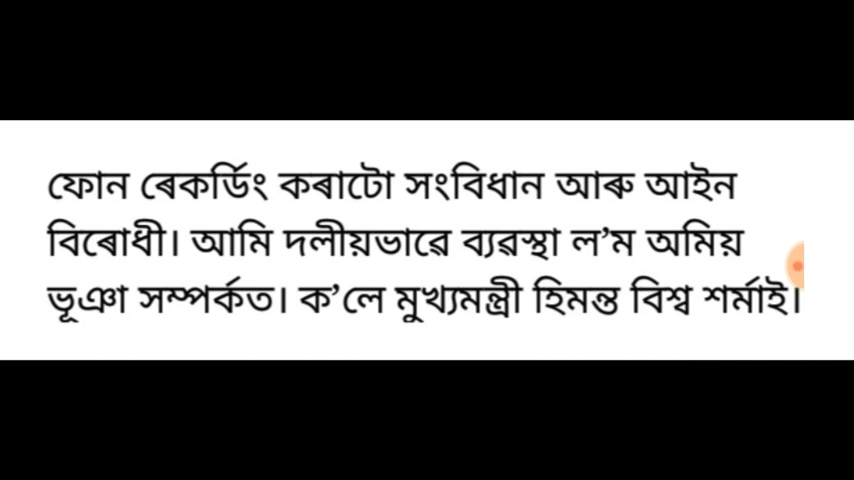 ফোন ৰেকৰ্ডিং কৰাটো সংবিধান আৰু আইন
বিৰোধী। আমি দলীয়ভাৱে ব্যৱস্থা ল’ম অমিয়
ভূঞা সম্পৰ্কত। ক’লে মুখ্যমন্ত্ৰী হিমন্ত বিশ্ব শৰ্মাই।